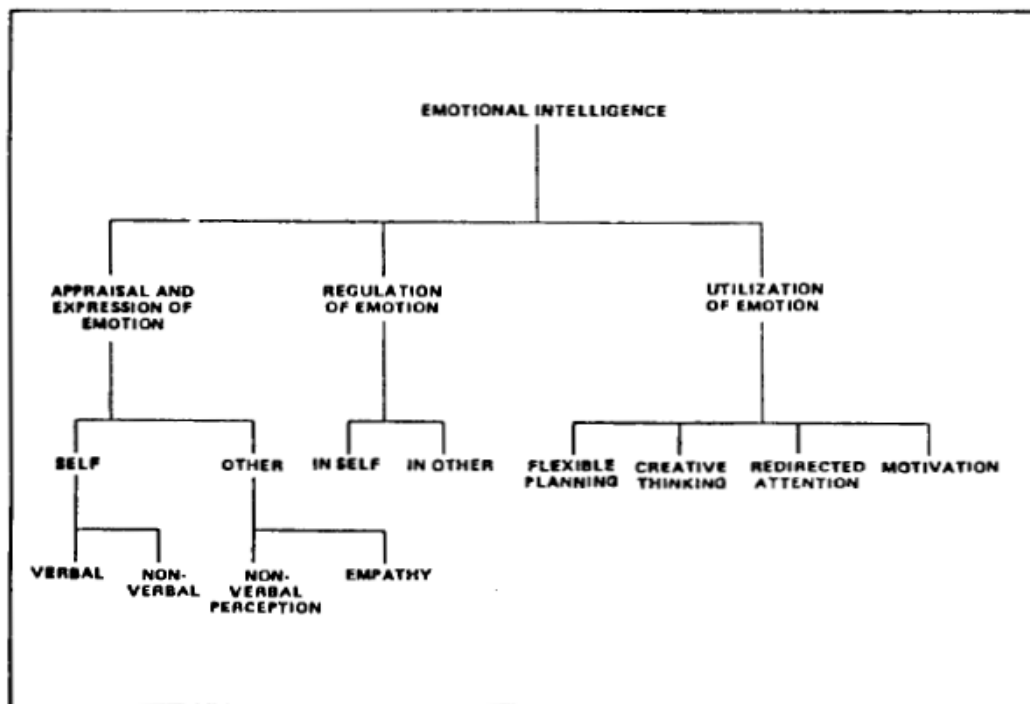 EMOTIONAL INTELLIGENCE
APPRAISAL AND
EXPRESSION OF
EMOTION
REGULATION
OF EMOTION
UTILIZATION
OF EMOTION
SELF
OTHER
IN SELF
IN OTHER
FLEXIBLE
PLANNING
CREATIVE
THINKING
REDIRECTED
ATTENTION
MOTIVATION
VERBAL
NON-
VERBAL
NON-
VERBAL
PERCEPTION
EMPATHY